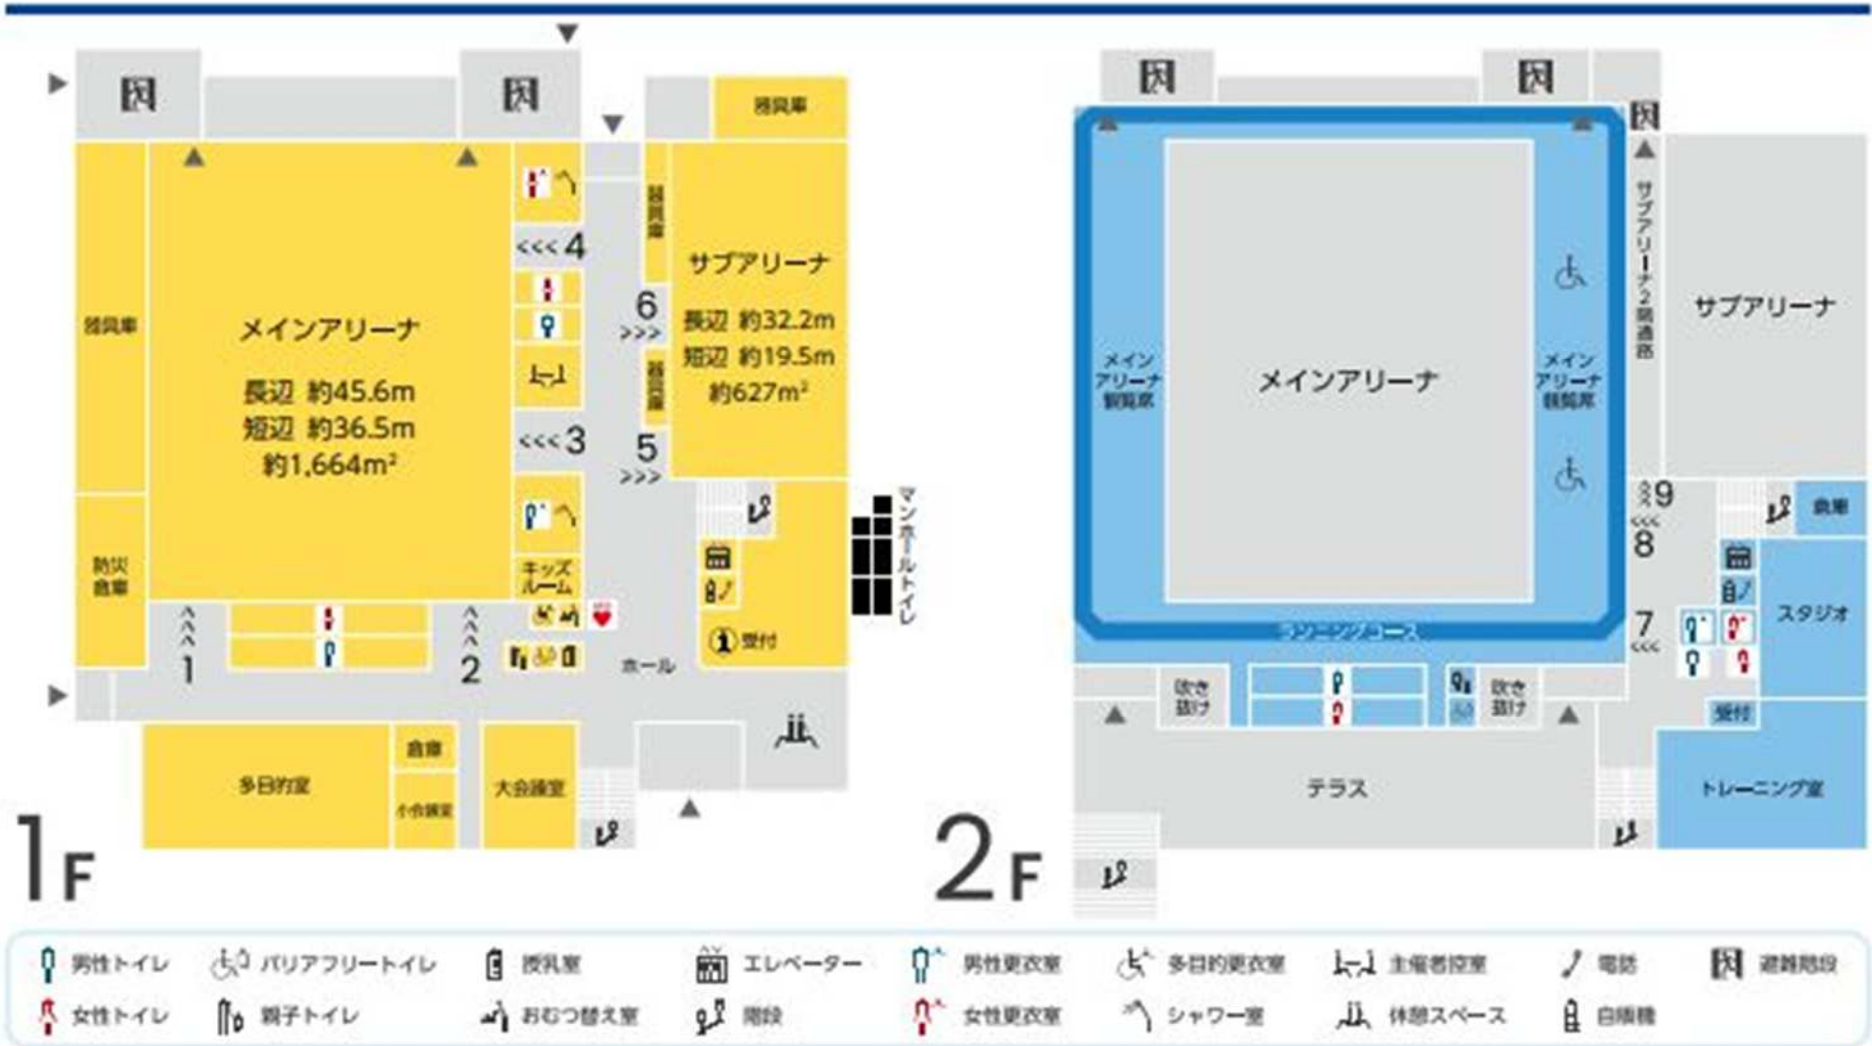 器具庫
器具庫
サブアリーナ
長辺 約32.2m
短辺 約19.5m
約627m²
器具庫
<<< 4
6
>>>
器具庫
メインアリーナ
長辺 約45.6m
短辺 約36.5m
約1,664m²
<<< 3
5
>>>
防災
倉庫
キッズ
ルーム
マンホールトイレ
受付
1
2
ホール
多目的室
倉庫
小会議室
大会議室
1F
メイン
アリーナ
観覧席
メインアリーナ
メイン
アリーナ
観覧席
サブアリーナ2階通路
サブアリーナ
9
<<<
8
倉庫
スタジオ
7
<<<
ランニングコース
吹き
抜け
吹き
抜け
受付
テラス
トレーニング室
2F
男性トイレ
バリアフリートイレ
授乳室
エレベーター
男性更衣室
多目的更衣室
主催者控室
電話
避難階段
女性トイレ
親子トイレ
おむつ替え室
階段
女性更衣室
シャワー室
休憩スペース
自販機